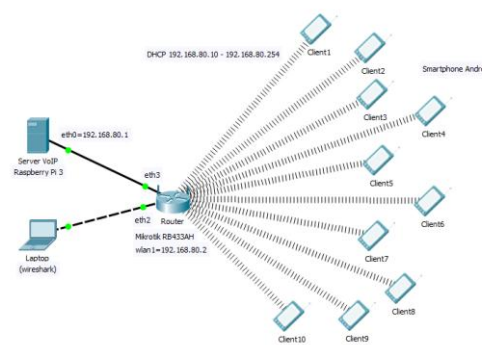 DHCP 192.168.80.10 - 192.168.80.254
Client1
Client2
Smartphone Andr
Client3
Client4
eth0=192.168.80.1
Server VoIP
Raspberry Pi 3
eth3
Client5
Client6
eth2
Router
Mikrotik RB433AH
wlan1=192.168.80.2
Laptop
(wireshark)
Client7
Client8
Client9
Client10